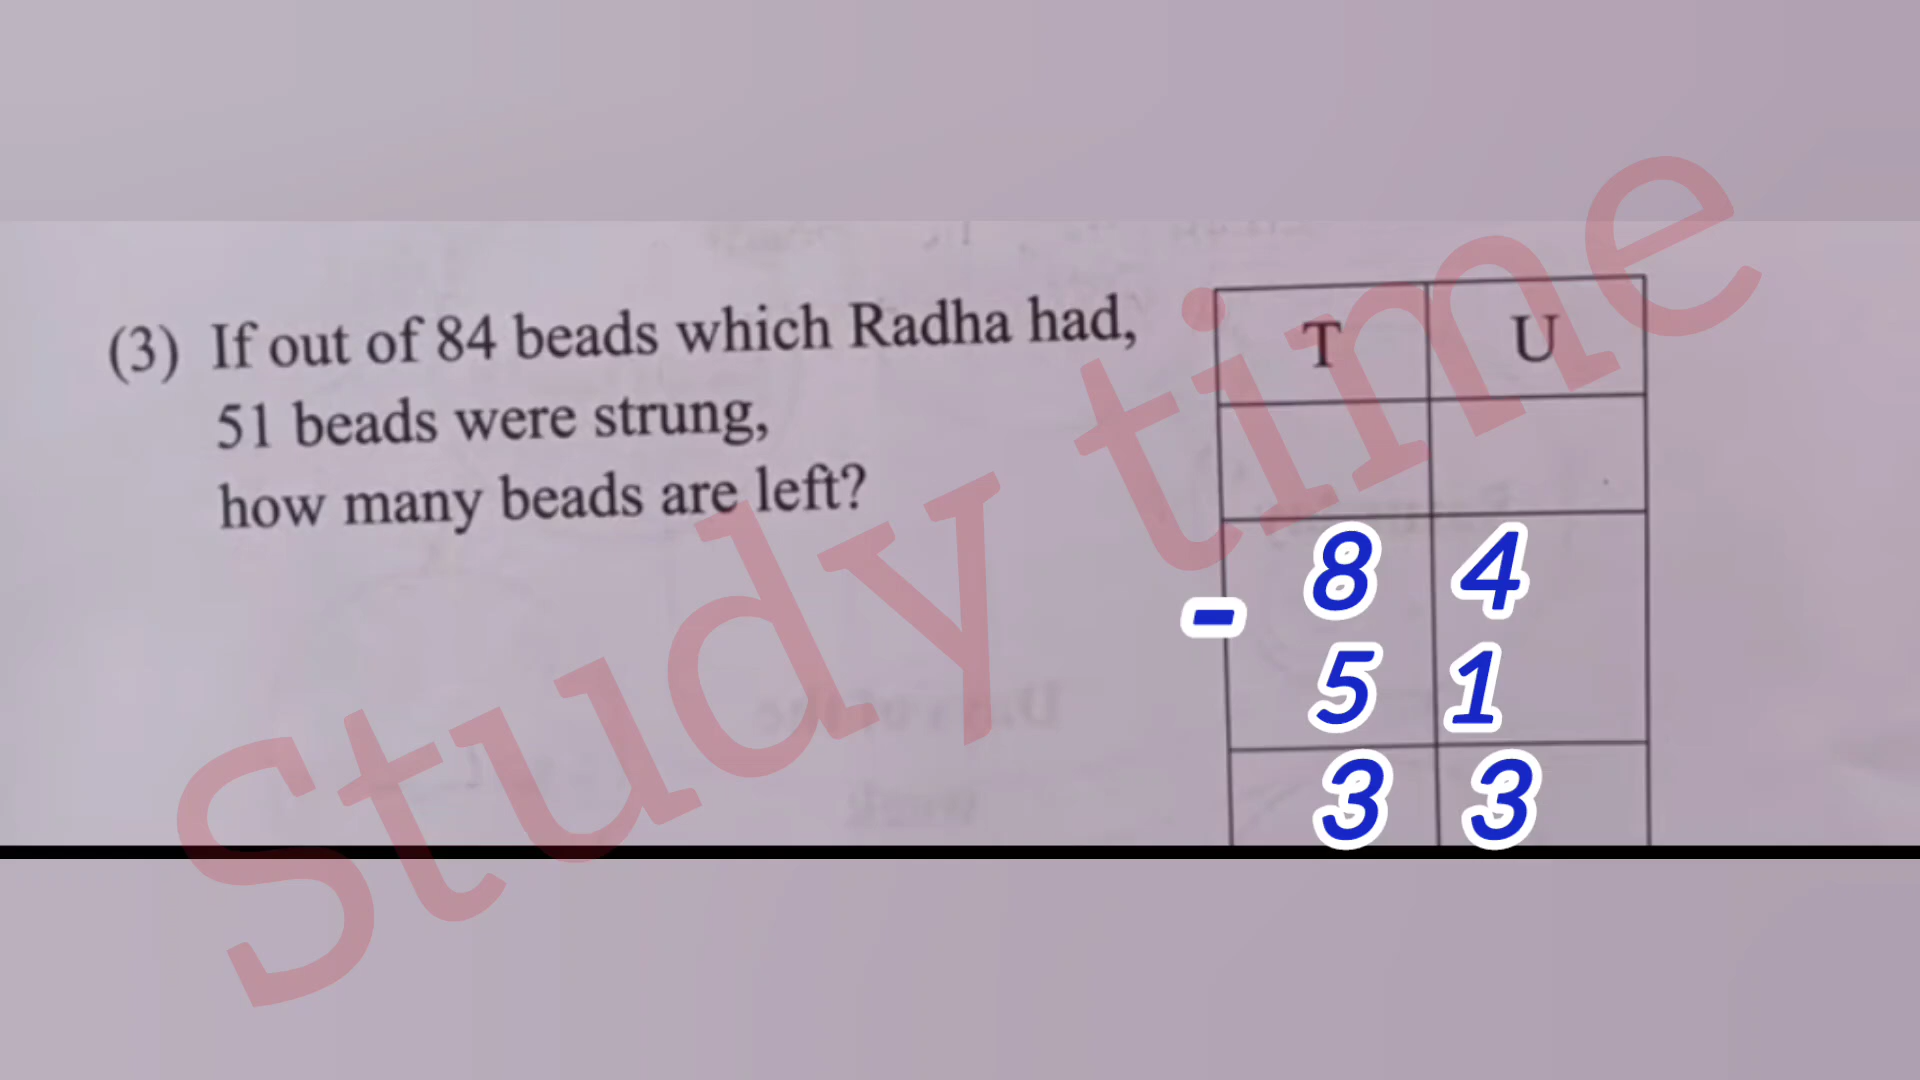 (3) If out of 84 beads which Radha had,
51 beads were strung,
how many beads are left?
T U
8 4
-
5 1
3 3
Study time